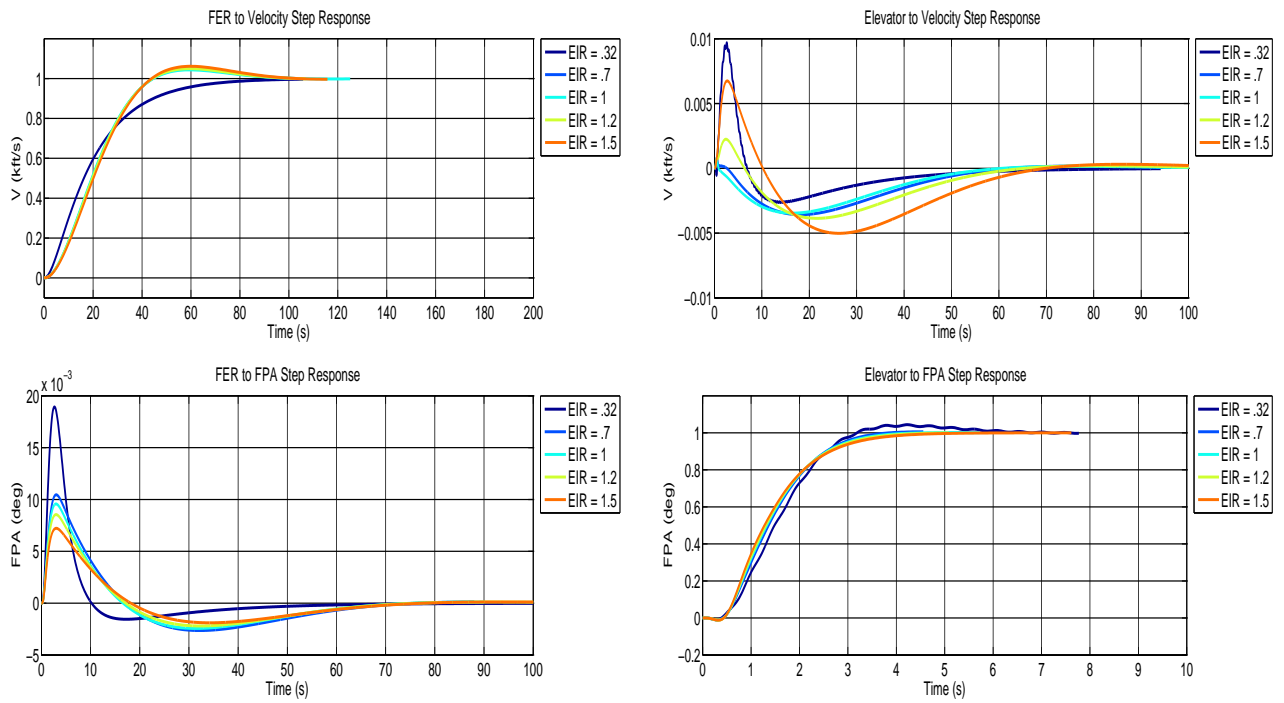 FER to Velocity Step Response
V (kft/s)
1
0.8
0.6
0.4
0.2
0
0 20 40 60 80 100 120 140 160 180 200
Time (s)
EIR = .32
EIR = .7
EIR = 1
EIR = 1.2
EIR = 1.5
Elevator to Velocity Step Response
V (kft/s)
0.01
0.005
0
−0.005
−0.01
0 10 20 30 40 50 60 70 80 90 100
Time (s)
EIR = .32
EIR = .7
EIR = 1
EIR = 1.2
EIR = 1.5
FER to FPA Step Response
x 10⁻³
FPA (deg)
20
15
10
5
0
−5
0 10 20 30 40 50 60 70 80 90 100
Time (s)
EIR = .32
EIR = .7
EIR = 1
EIR = 1.2
EIR = 1.5
Elevator to FPA Step Response
FPA (deg)
1
0.8
0.6
0.4
0.2
0
−0.2
0 1 2 3 4 5 6 7 8 9 10
Time (s)
EIR = .32
EIR = .7
EIR = 1
EIR = 1.2
EIR = 1.5